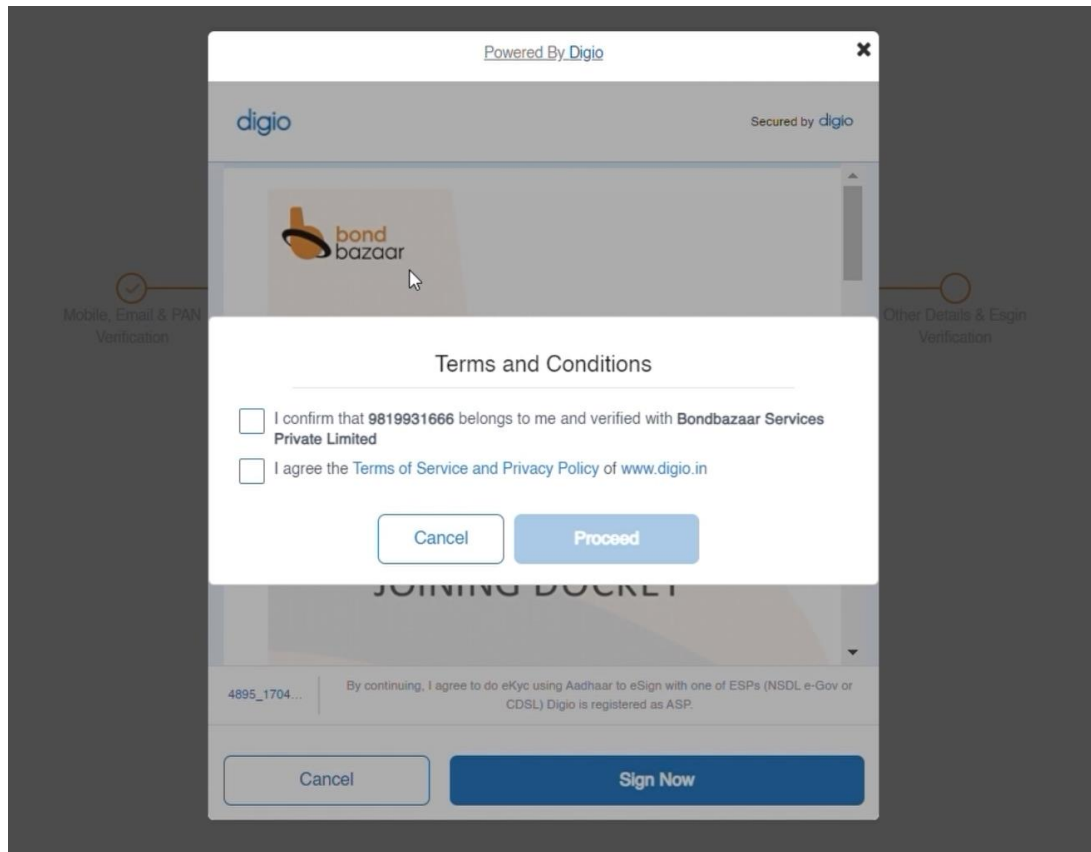 Powered By Digio
digio
Secured by digio
bond
bazaar
Mobile, Email & PAN
Verification
Other Details & Esgin
Verification
Terms and Conditions
I confirm that 9819931666 belongs to me and verified with Bondbazaar Services
Private Limited
I agree the Terms of Service and Privacy Policy of www.digio.in
Cancel
Proceed
JOINING DOCKET
4895_1704...
By continuing, I agree to do eKyc using Aadhaar to eSign with one of ESPs (NSDL e-Gov or
CDSL) Digio is registered as ASP.
Cancel
Sign Now